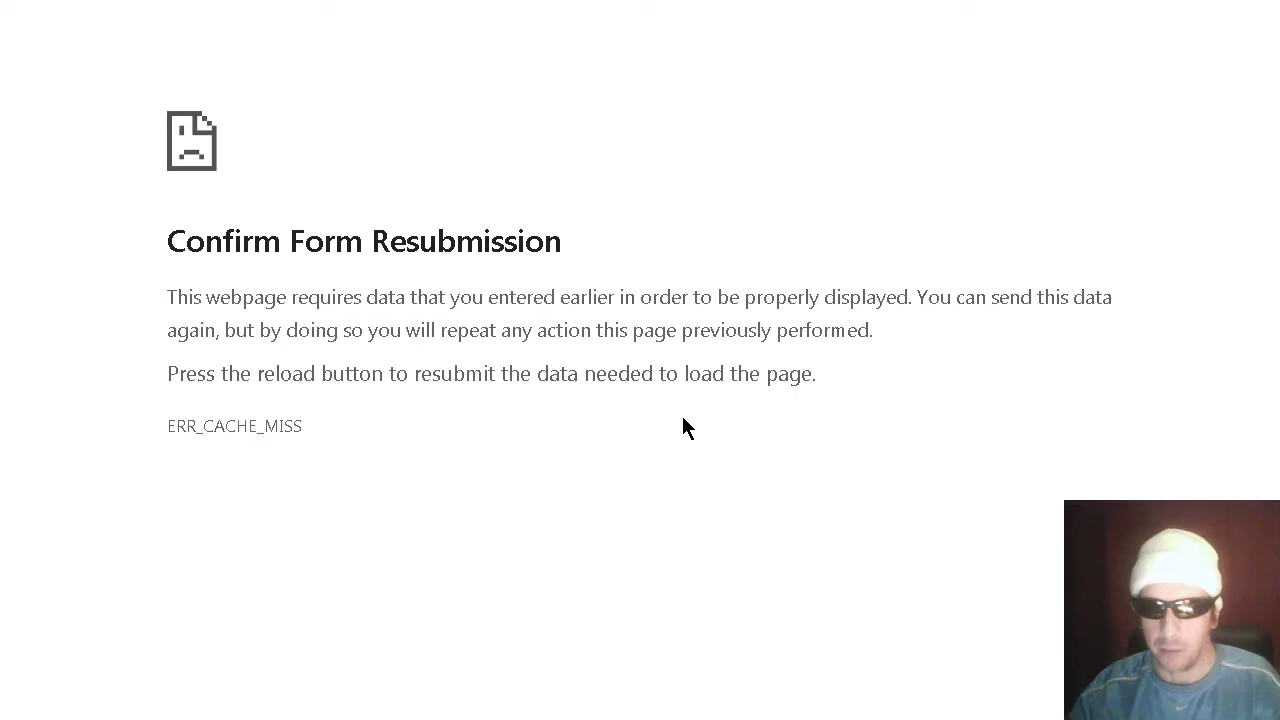 Confirm Form Resubmission
This webpage requires data that you entered earlier in order to be properly displayed. You can send this data
again, but by doing so you will repeat any action this page previously performed.
Press the reload button to resubmit the data needed to load the page.
ERR_CACHE_MISS